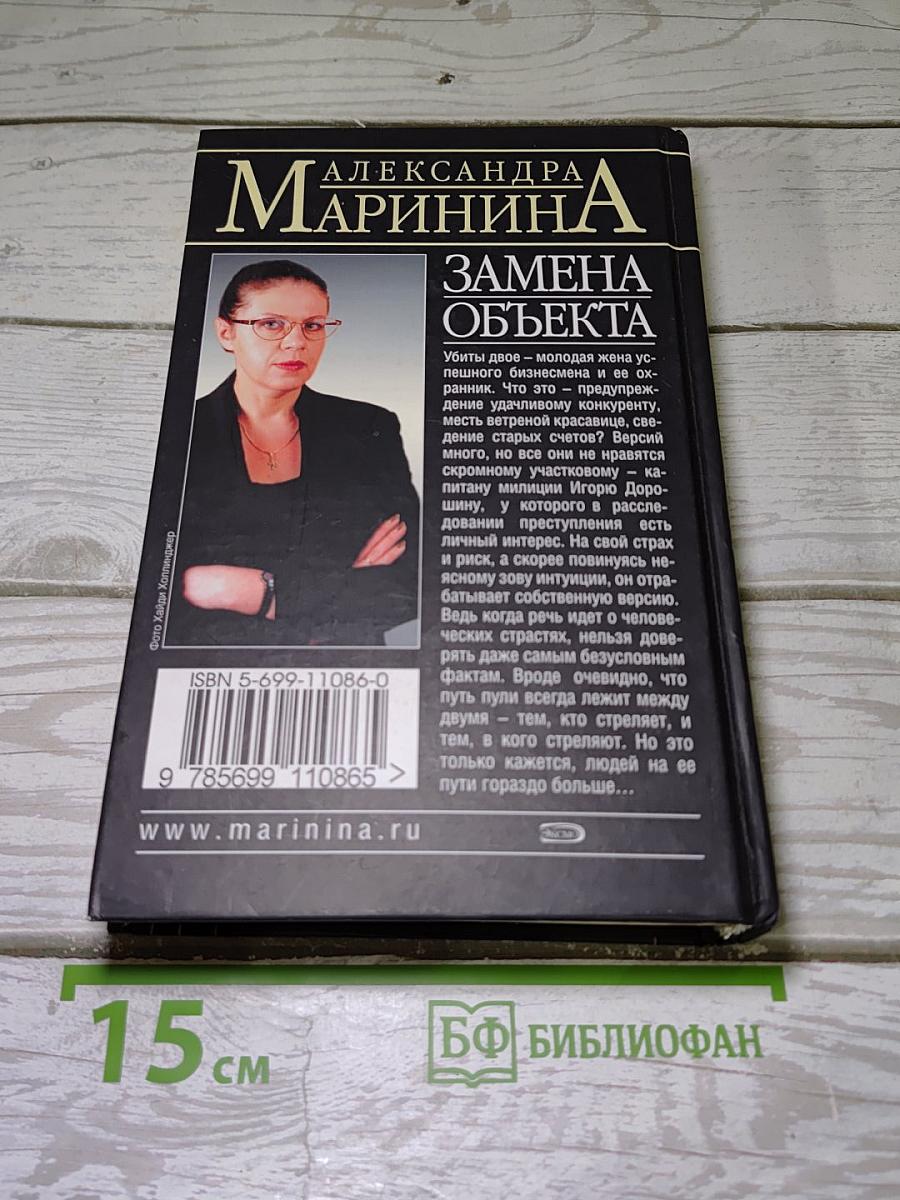 АЛЕКСАНДРА
МАРИНИНА
ЗАМЕНА
ОБЪЕКТА
Убиты двое – молодая жена ус-
пешного бизнесмена и ее ох-
ранник. Что это – предупреж-
дение удачливому конкуренту,
месть ветреной красавице, све-
дение старых счетов? Версий
много, но все они не нравятся
скромному участковому – ка-
питану милиции Игорю Доро-
шину, у которого в рассле-
довании преступления есть
личный интерес. На свой страх
и риск, а скорее повинуясь не-
ясному зову интуиции, он отра-
батывает собственную версию.
Ведь когда речь идет о челове-
ческих страстях, нельзя дове-
рять даже самым безусловным
фактам. Вроде очевидно, что
путь пули всегда лежит между
двумя – тем, кто стреляет, и
тем, в кого стреляют. Но это
только кажется, людей на ее
пути гораздо больше...
Фото Хайди Холлинджер
ISBN 5-699-11086-0
9 785699 110865 >
www.marinina.ru
ЭКСМО
15 см
БФ БИБЛИОФАН